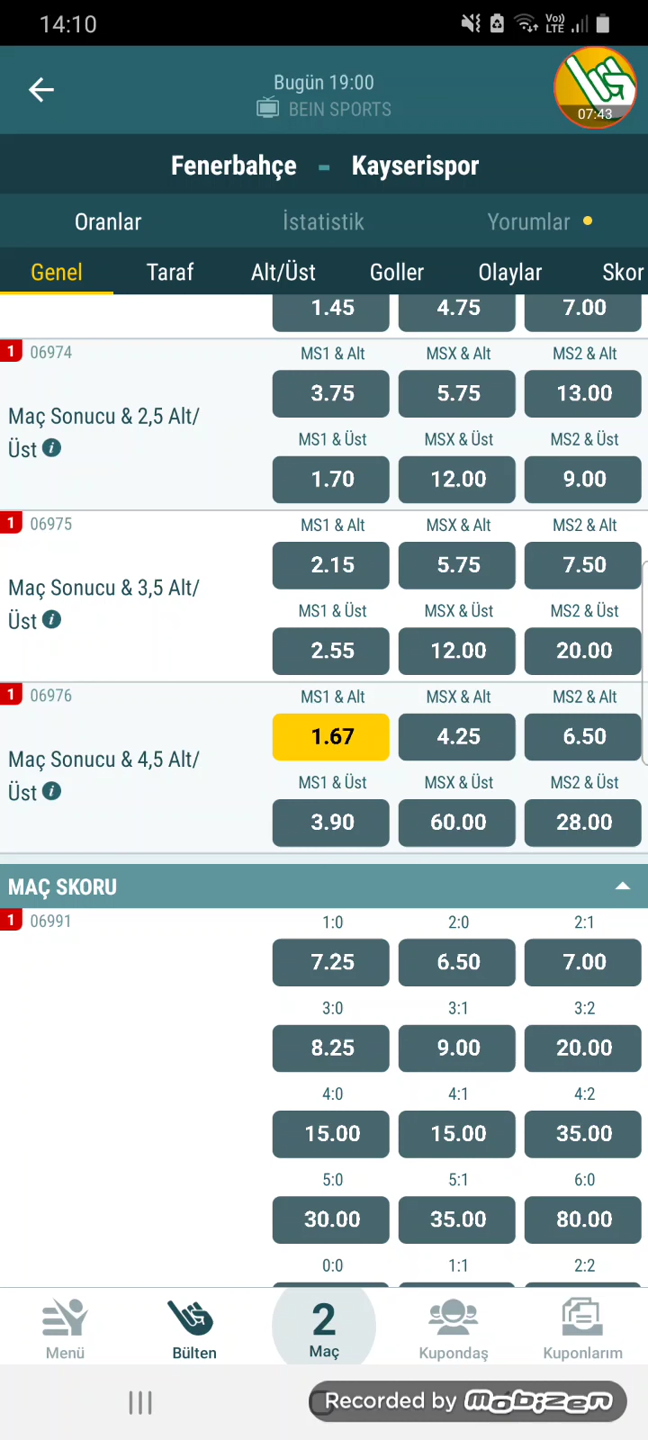 14:10
Vo))
LTE
Bugün 19:00
BEIN SPORTS
07:43
Fenerbahçe - Kayserispor
Oranlar İstatistik Yorumlar
Genel Taraf Alt/Üst Goller Olaylar Skor
1.45 4.75 7.00
1 06974 MS1 & Alt MSX & Alt MS2 & Alt
3.75 5.75 13.00
Maç Sonucu & 2,5 Alt/
Üst i
MS1 & Üst MSX & Üst MS2 & Üst
1.70 12.00 9.00
1 06975 MS1 & Alt MSX & Alt MS2 & Alt
2.15 5.75 7.50
Maç Sonucu & 3,5 Alt/
Üst i
MS1 & Üst MSX & Üst MS2 & Üst
2.55 12.00 20.00
1 06976 MS1 & Alt MSX & Alt MS2 & Alt
1.67 4.25 6.50
Maç Sonucu & 4,5 Alt/
Üst i
MS1 & Üst MSX & Üst MS2 & Üst
3.90 60.00 28.00
MAÇ SKORU
1 06991 1:0 2:0 2:1
7.25 6.50 7.00
3:0 3:1 3:2
8.25 9.00 20.00
4:0 4:1 4:2
15.00 15.00 35.00
5:0 5:1 6:0
30.00 35.00 80.00
0:0 1:1 2:2
2
Menü Bülten Maç Kupondaş Kuponlarım
Recorded by mobizen